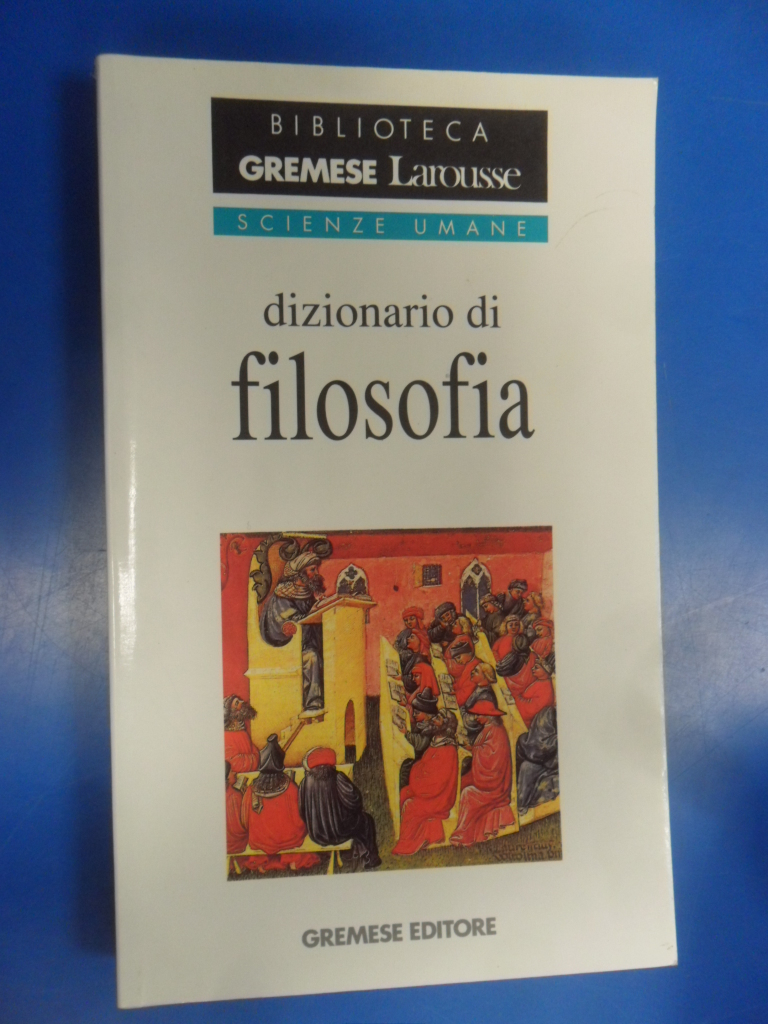 BIBLIOTECA
GREMESE Larousse
SCIENZE UMANE
dizionario di
filosofia
GREMESE EDITORE